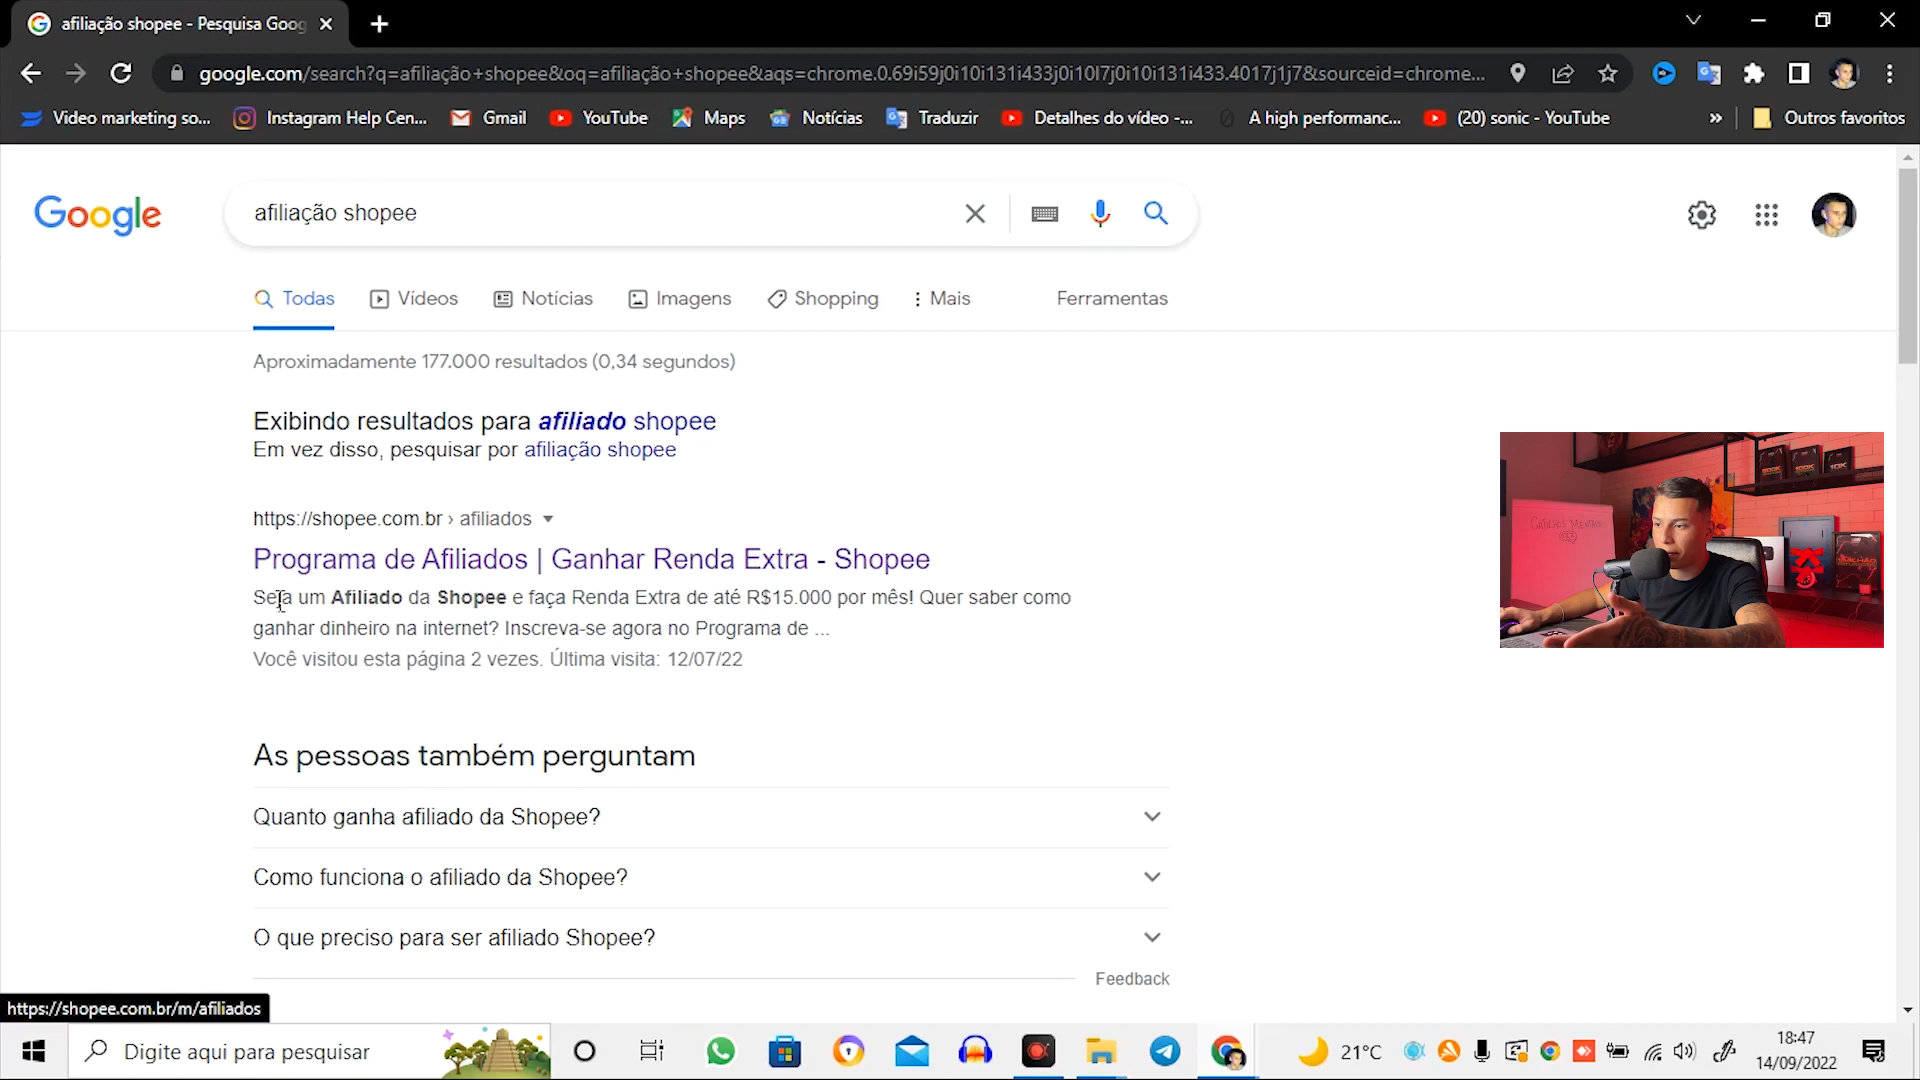 afiliação shopee - Pesquisa Goog
google.com/search?q=afiliação+shopee&oq=afiliação+shopee&aqs=chrome.0.69i59j0i10i131i433j0i10l7j0i10i131i433.4017j1j7&sourceid=chrome...
Video marketing so...
Instagram Help Cen...
Gmail
YouTube
Maps
Notícias
Traduzir
Detalhes do vídeo -...
A high performanc...
(20) sonic - YouTube
»
Outros favoritos
Google
afiliação shopee
Todas
Vídeos
Notícias
Imagens
Shopping
Mais
Ferramentas
Aproximadamente 177.000 resultados (0,34 segundos)
Exibindo resultados para afiliado shopee
Em vez disso, pesquisar por afiliação shopee
https://shopee.com.br › afiliados
Programa de Afiliados | Ganhar Renda Extra - Shopee
Seja um Afiliado da Shopee e faça Renda Extra de até R$15.000 por mês! Quer saber como
ganhar dinheiro na internet? Inscreva-se agora no Programa de ...
Você visitou esta página 2 vezes. Última visita: 12/07/22
100K
10K
As pessoas também perguntam
Quanto ganha afiliado da Shopee?
Como funciona o afiliado da Shopee?
O que preciso para ser afiliado Shopee?
Feedback
https://shopee.com.br/m/afiliados
Digite aqui para pesquisar
21°C
18:47
14/09/2022